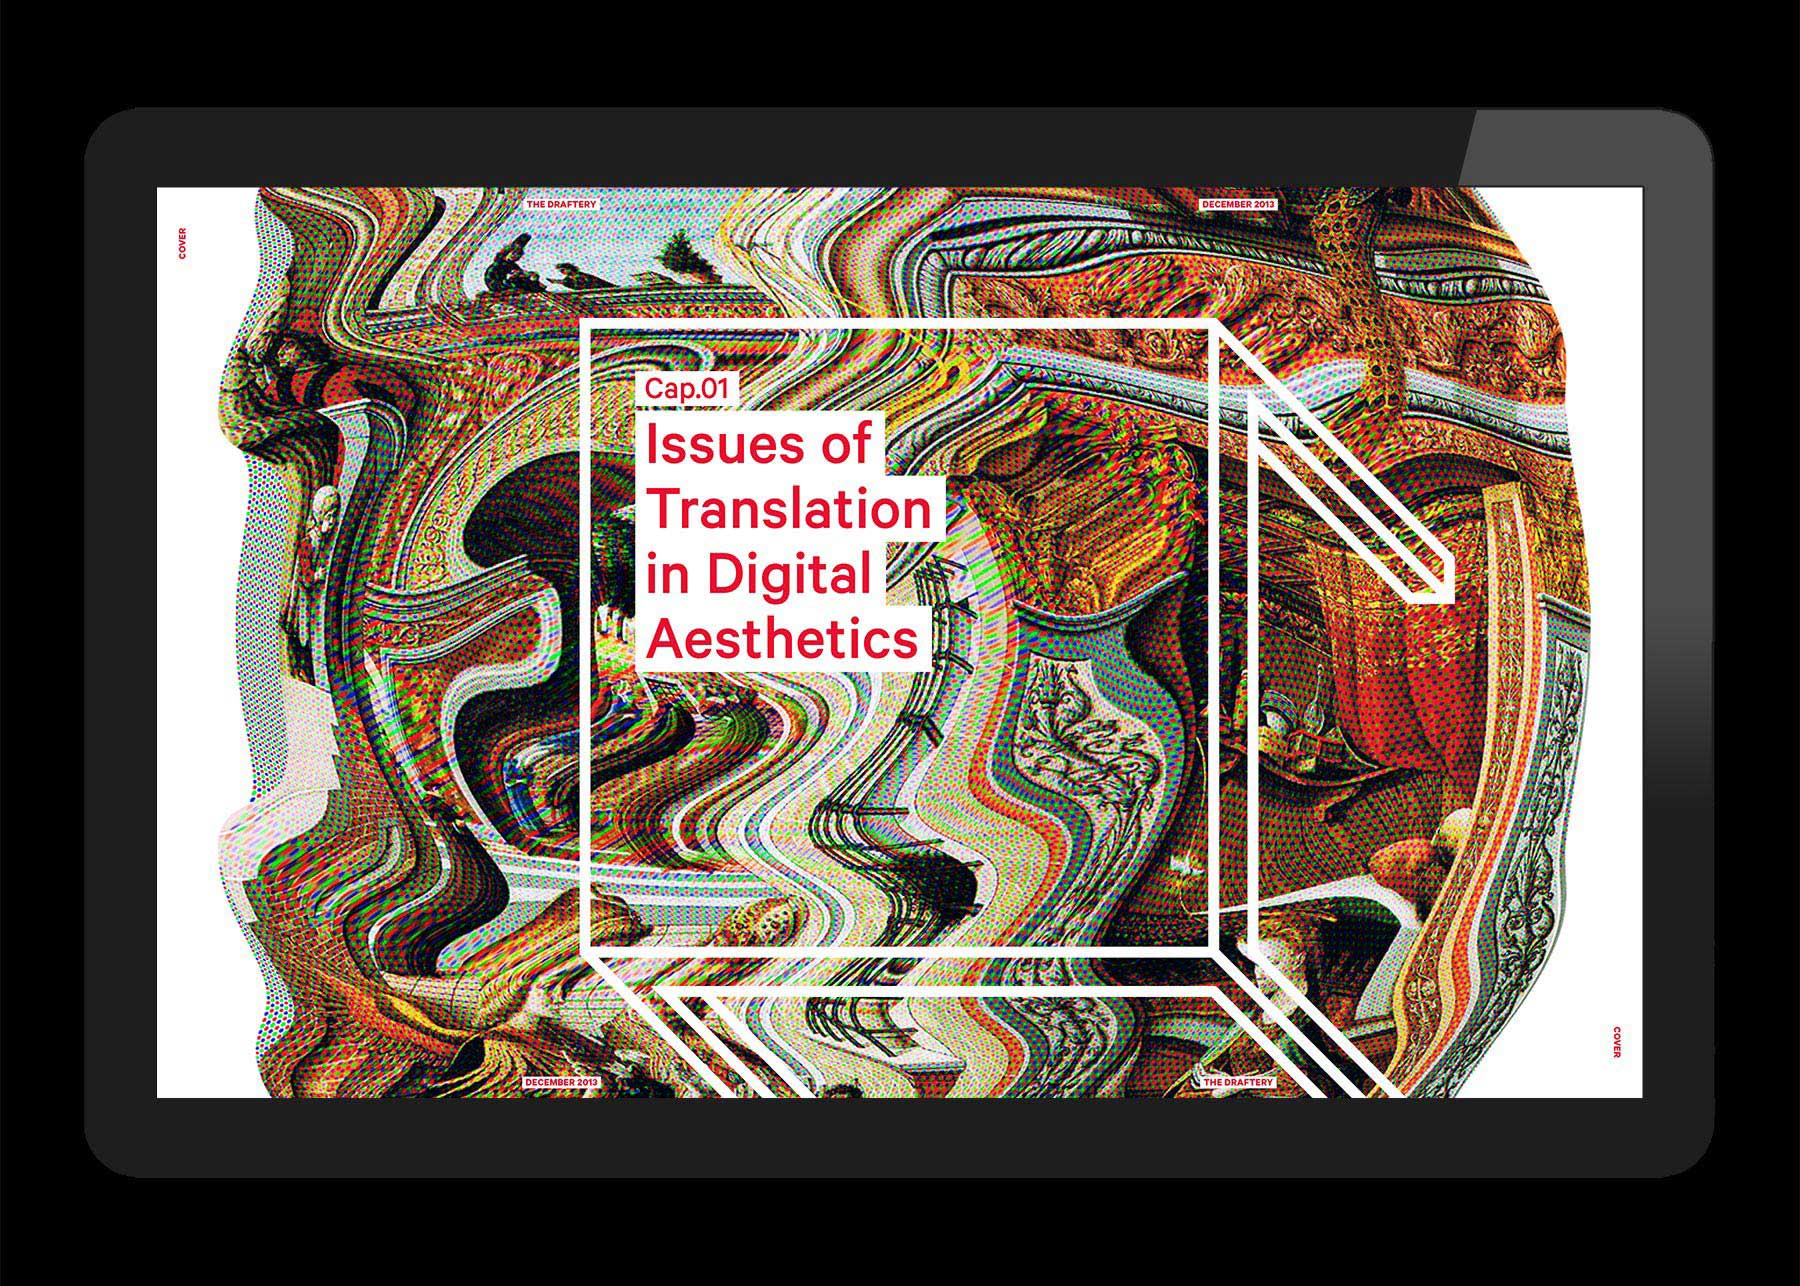 THE DRAFTERY
DECEMBER 2013
COVER
Cap.01
Issues of
Translation
in Digital
Aesthetics
COVER
DECEMBER 2013
THE DRAFTERY